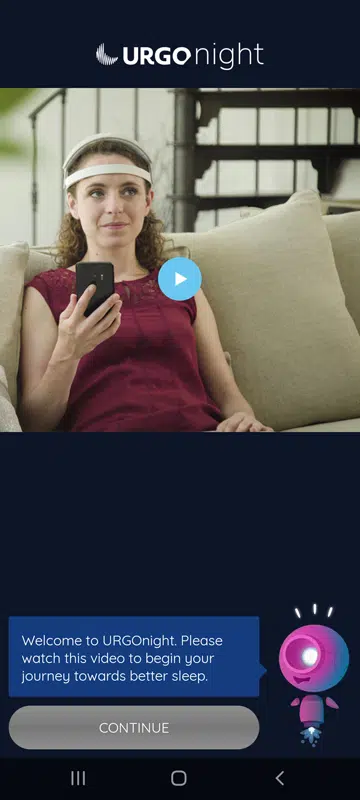 URGOnight
Welcome to URGOnight. Please
watch this video to begin your
journey towards better sleep.
CONTINUE